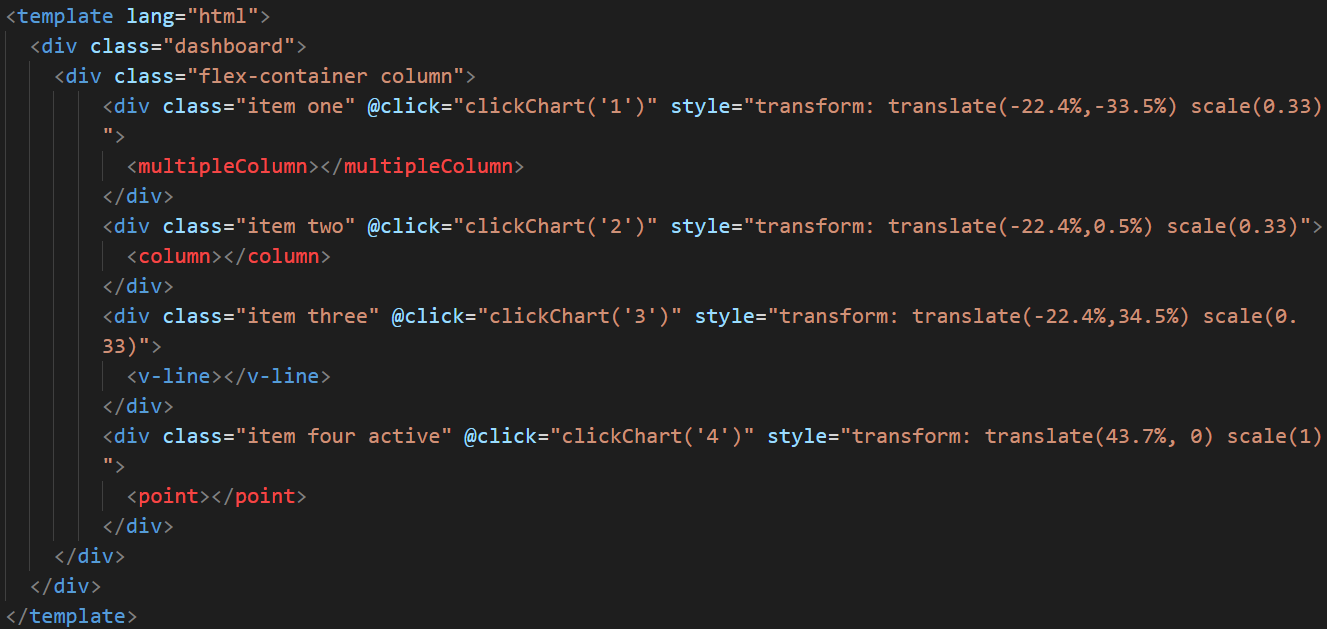 <template lang="html">
<div class="dashboard">
<div class="flex-container column">
<div class="item one" @click="clickChart('1')" style="transform: translate(-22.4%,-33.5%) scale(0.33)
">
<multipleColumn></multipleColumn>
</div>
<div class="item two" @click="clickChart('2')" style="transform: translate(-22.4%,0.5%) scale(0.33)">
<column></column>
</div>
<div class="item three" @click="clickChart('3')" style="transform: translate(-22.4%,34.5%) scale(0.
33)">
<v-line></v-line>
</div>
<div class="item four active" @click="clickChart('4')" style="transform: translate(43.7%, 0) scale(1)
">
<point></point>
</div>
</div>
</div>
</template>